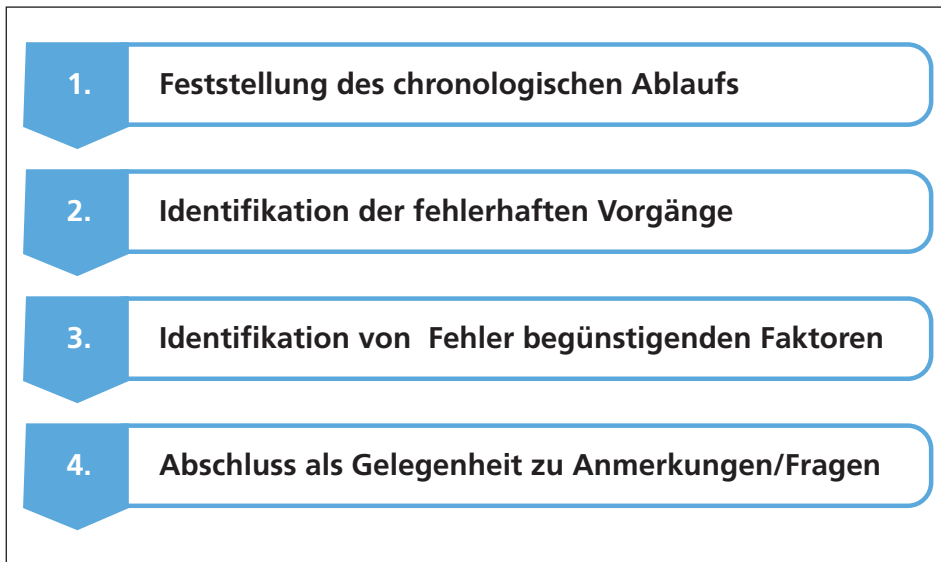 1. Feststellung des chronologischen Ablaufs
2. Identifikation der fehlerhaften Vorgänge
3. Identifikation von Fehler begünstigenden Faktoren
4. Abschluss als Gelegenheit zu Anmerkungen/Fragen